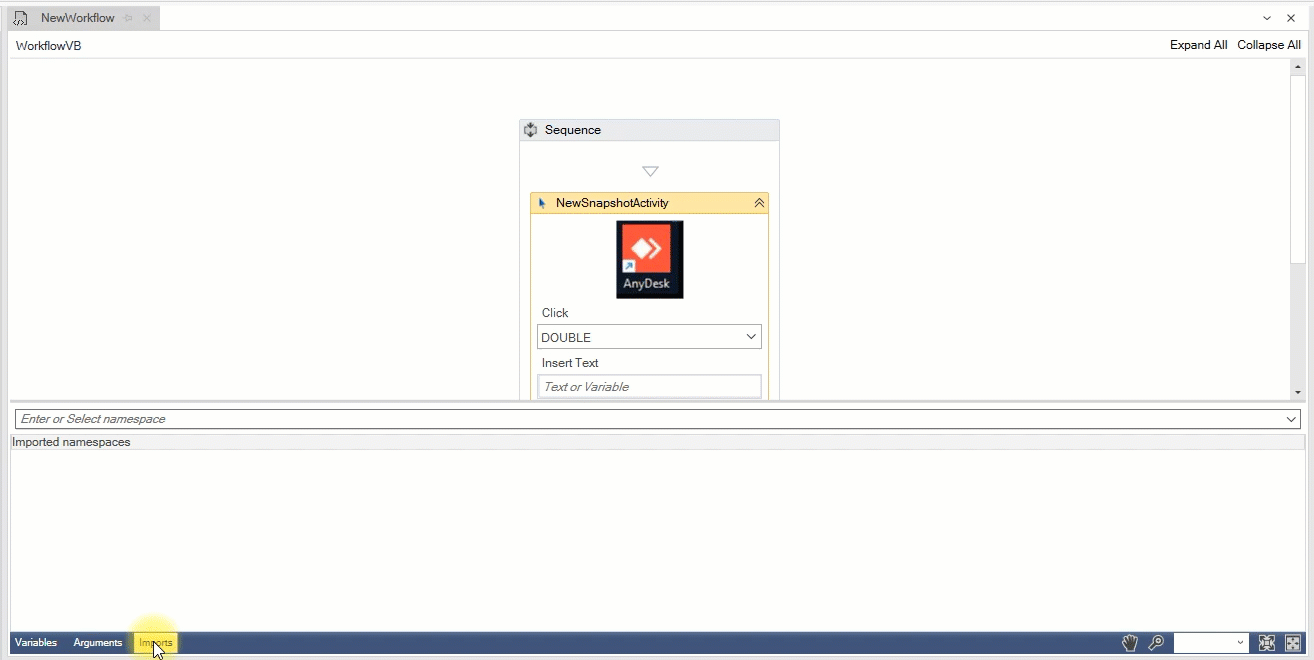 NewWorkflow
WorkflowVB
Expand All Collapse All
Sequence
NewSnapshotActivity
AnyDesk
Click
DOUBLE
Insert Text
Text or Variable
Enter or Select namespace
Imported namespaces
Variables Arguments Imports